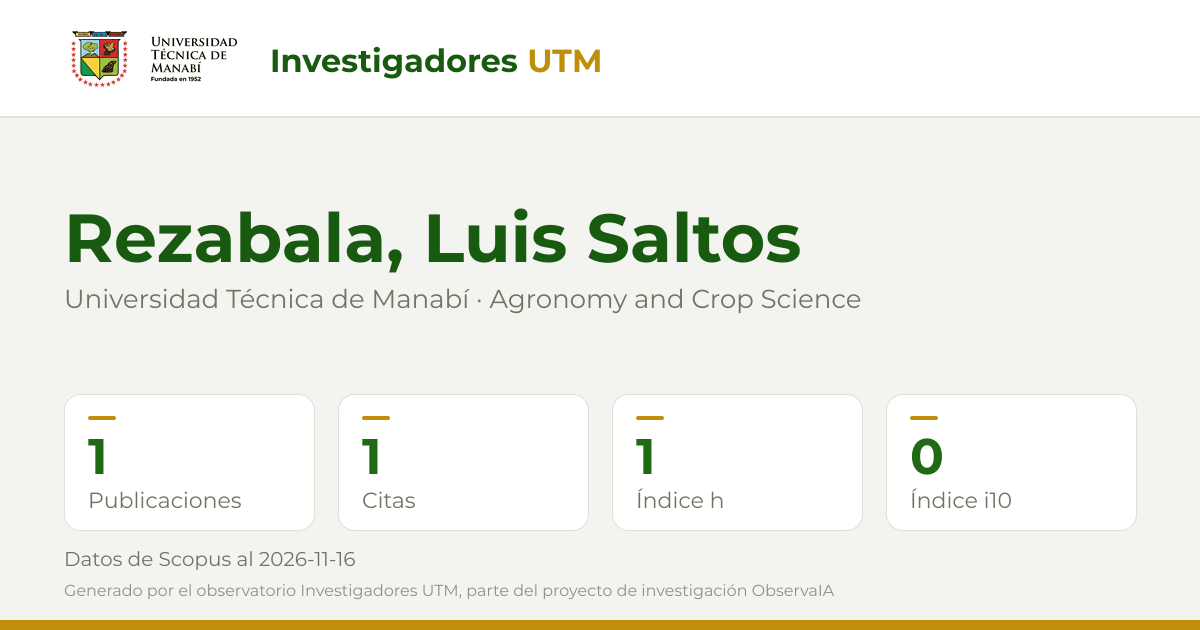 UNIVERSIDAD
TÉCNICA DE
MANABÍ
Fundada en 1952
Investigadores UTM
Rezabala, Luis Saltos
Universidad Técnica de Manabí · Agronomy and Crop Science
1
Publicaciones
1
Citas
1
Índice h
0
Índice i10
Datos de Scopus al 2026-11-16
Generado por el observatorio Investigadores UTM, parte del proyecto de investigación ObservaIA